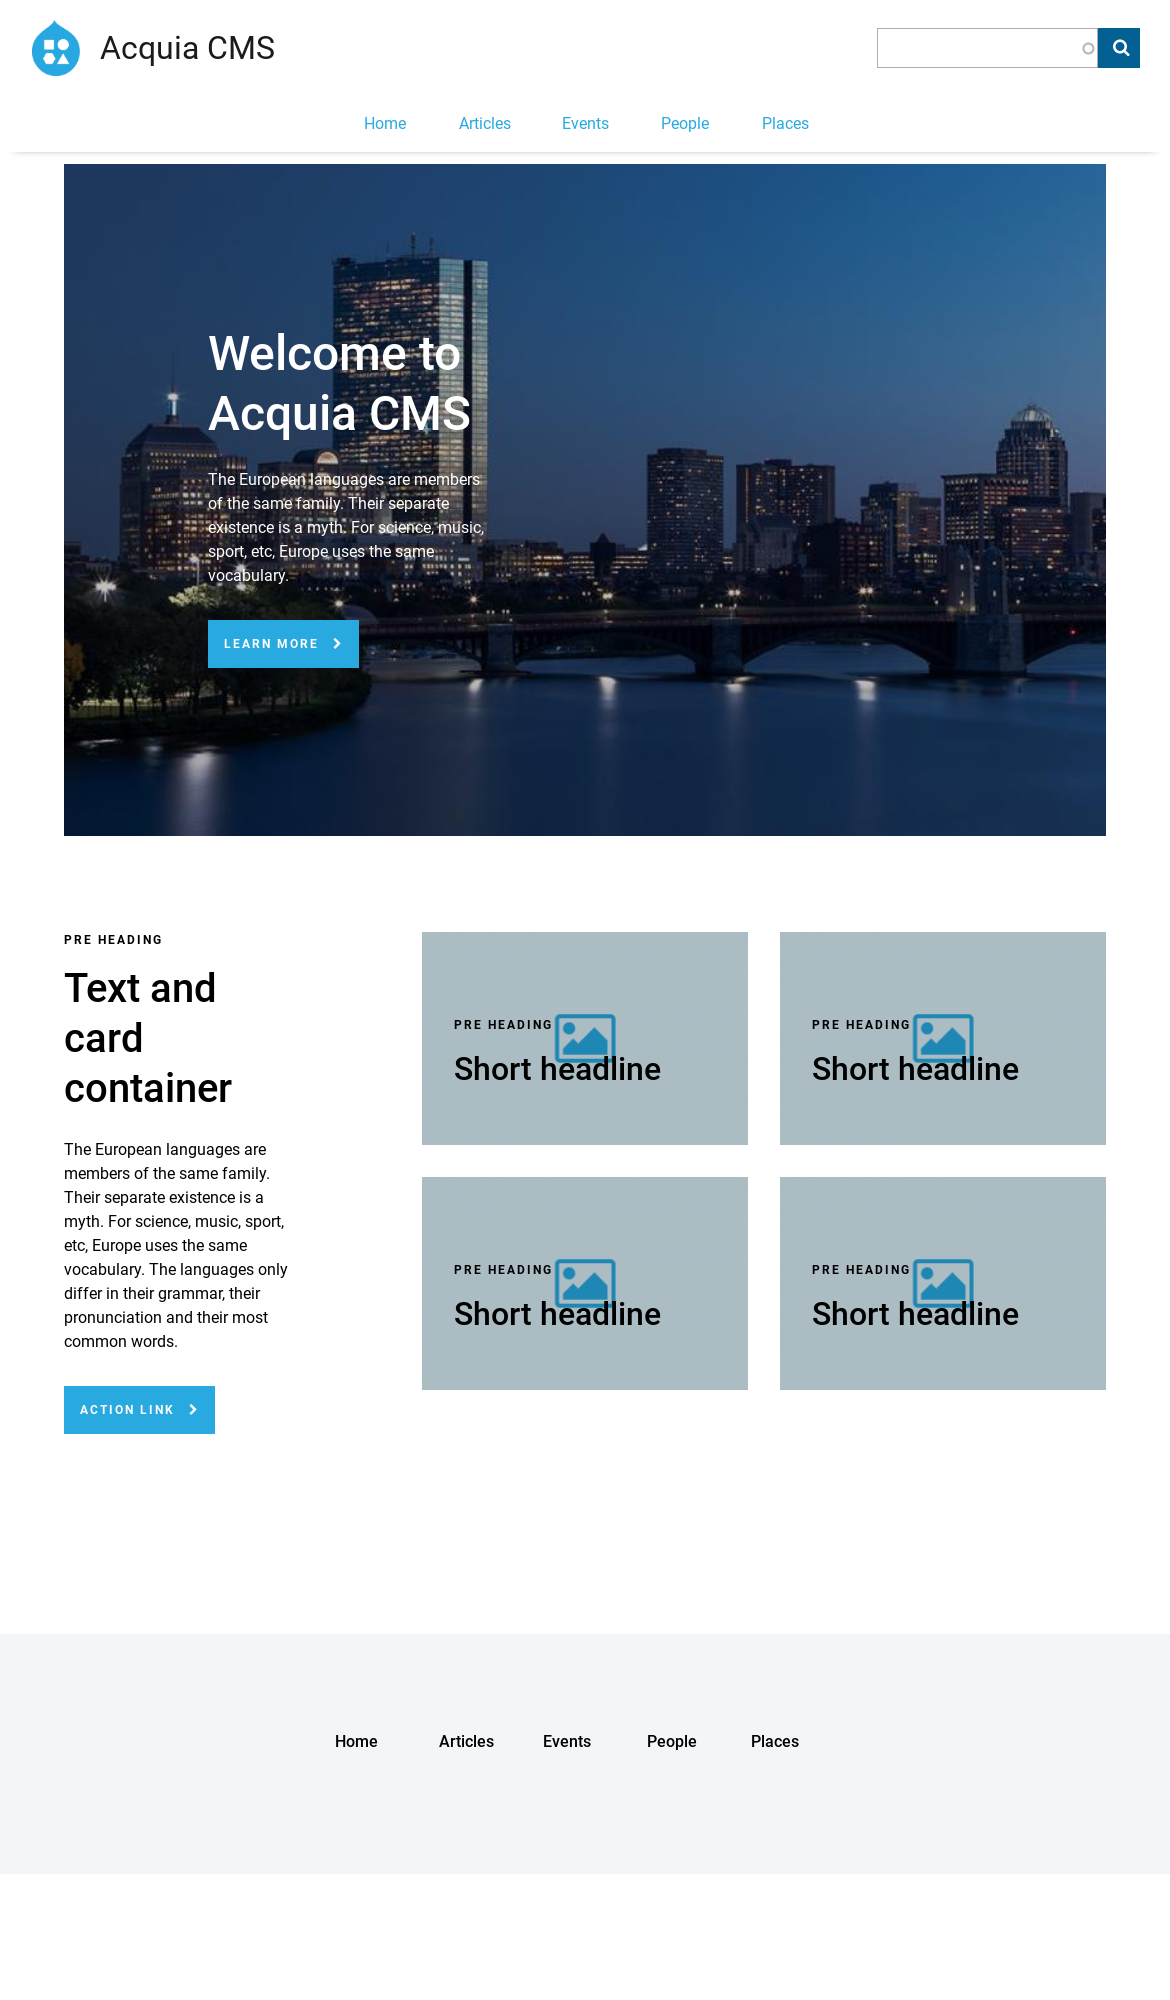 Acquia CMS
Home Articles Events People Places
Welcome to
Acquia CMS
The European languages are members
of the same family. Their separate
existence is a myth. For science, music,
sport, etc, Europe uses the same
vocabulary.
LEARN MORE
PRE HEADING
Text and
card
container
The European languages are
members of the same family.
Their separate existence is a
myth. For science, music, sport,
etc, Europe uses the same
vocabulary. The languages only
differ in their grammar, their
pronunciation and their most
common words.
ACTION LINK
PRE HEADING
Short headline
PRE HEADING
Short headline
PRE HEADING
Short headline
PRE HEADING
Short headline
Home Articles Events People Places